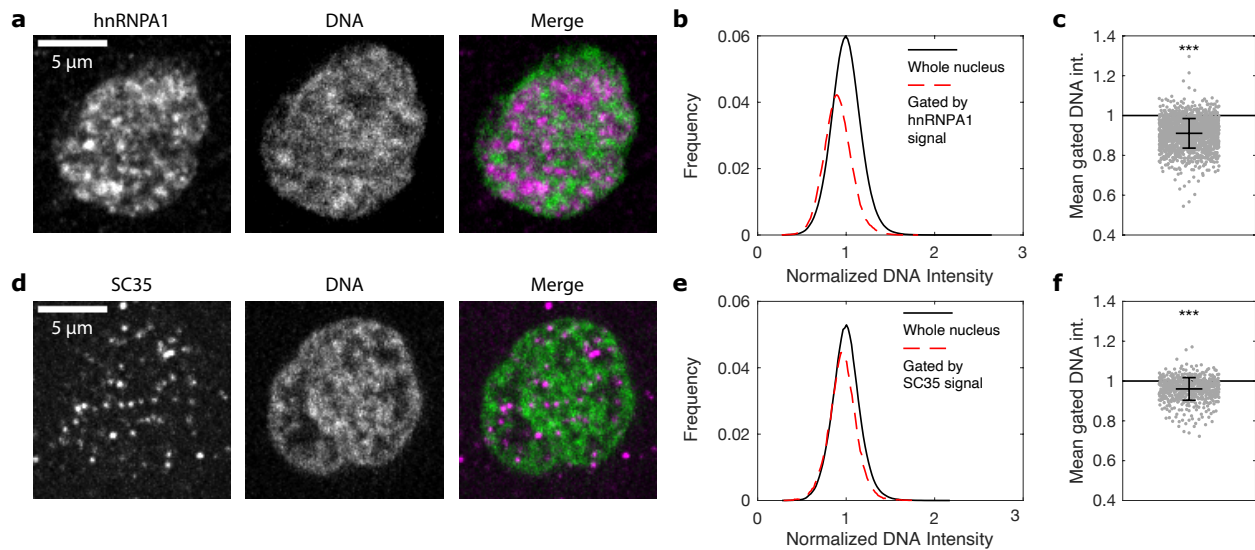 a
hnRNPA1
DNA
Merge
5 µm
b
0.06
0.04
0.02
0
Frequency
0
1
2
3
Normalized DNA Intensity
Whole nucleus
Gated by
hnRNPA1
signal
c
1.4
1.2
1
0.8
0.6
0.4
Mean gated DNA int.
***
d
SC35
DNA
Merge
5 µm
e
0.06
0.04
0.02
0
Frequency
0
1
2
3
Normalized DNA Intensity
Whole nucleus
Gated by
SC35 signal
f
1.4
1.2
1
0.8
0.6
0.4
Mean gated DNA int.
***